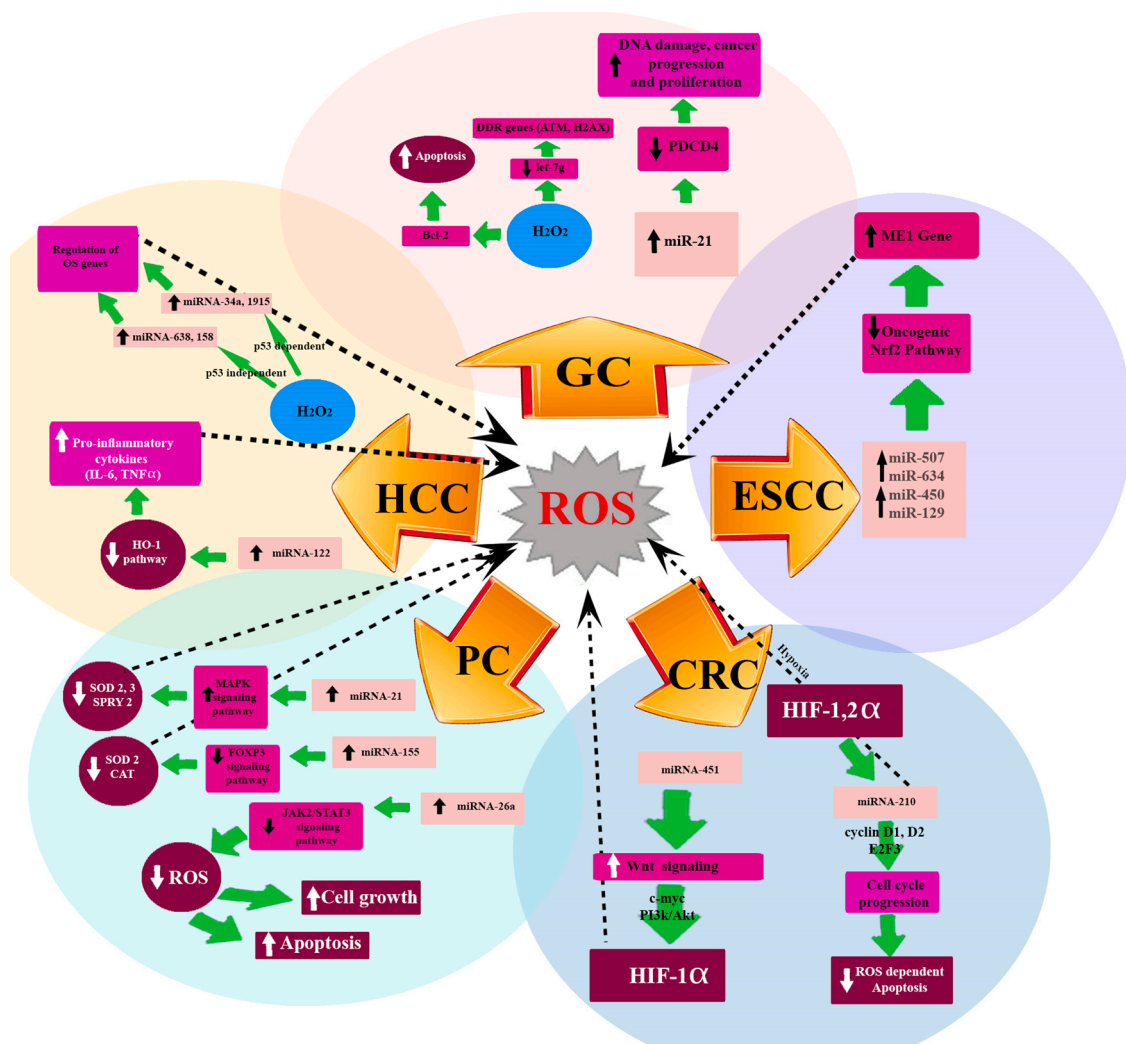 DNA damage, cancer
progression
and proliferation
DDR genes (ATM, H2AX)
Apoptosis
let-7g
PDCD4
Bcl-2
H2O2
miR-21
ME1 Gene
Oncogenic
Nrf2 Pathway
miR-507
miR-634
miR-450
miR-129
Regulation of
OS genes
miRNA-34a, 1915
miRNA-638, 158
p53 dependent
p53 independent
H2O2
Pro-inflammatory
cytokines
(IL-6, TNFα)
HO-1
pathway
miRNA-122
GC
HCC
ROS
ESCC
PC
CRC
SOD 2, 3
SPRY 2
MAPK
signaling
pathway
miRNA-21
SOD 2
CAT
FOXP3
signaling
pathway
miRNA-155
JAK2/STAT3
signaling
pathway
miRNA-26a
ROS
Cell growth
Apoptosis
Hypoxia
HIF-1,2α
miRNA-451
miRNA-210
cyclin D1, D2
E2F3
Wnt signaling
c-myc
PI3k/Akt
Cell cycle
progression
HIF-1α
ROS dependent
Apoptosis